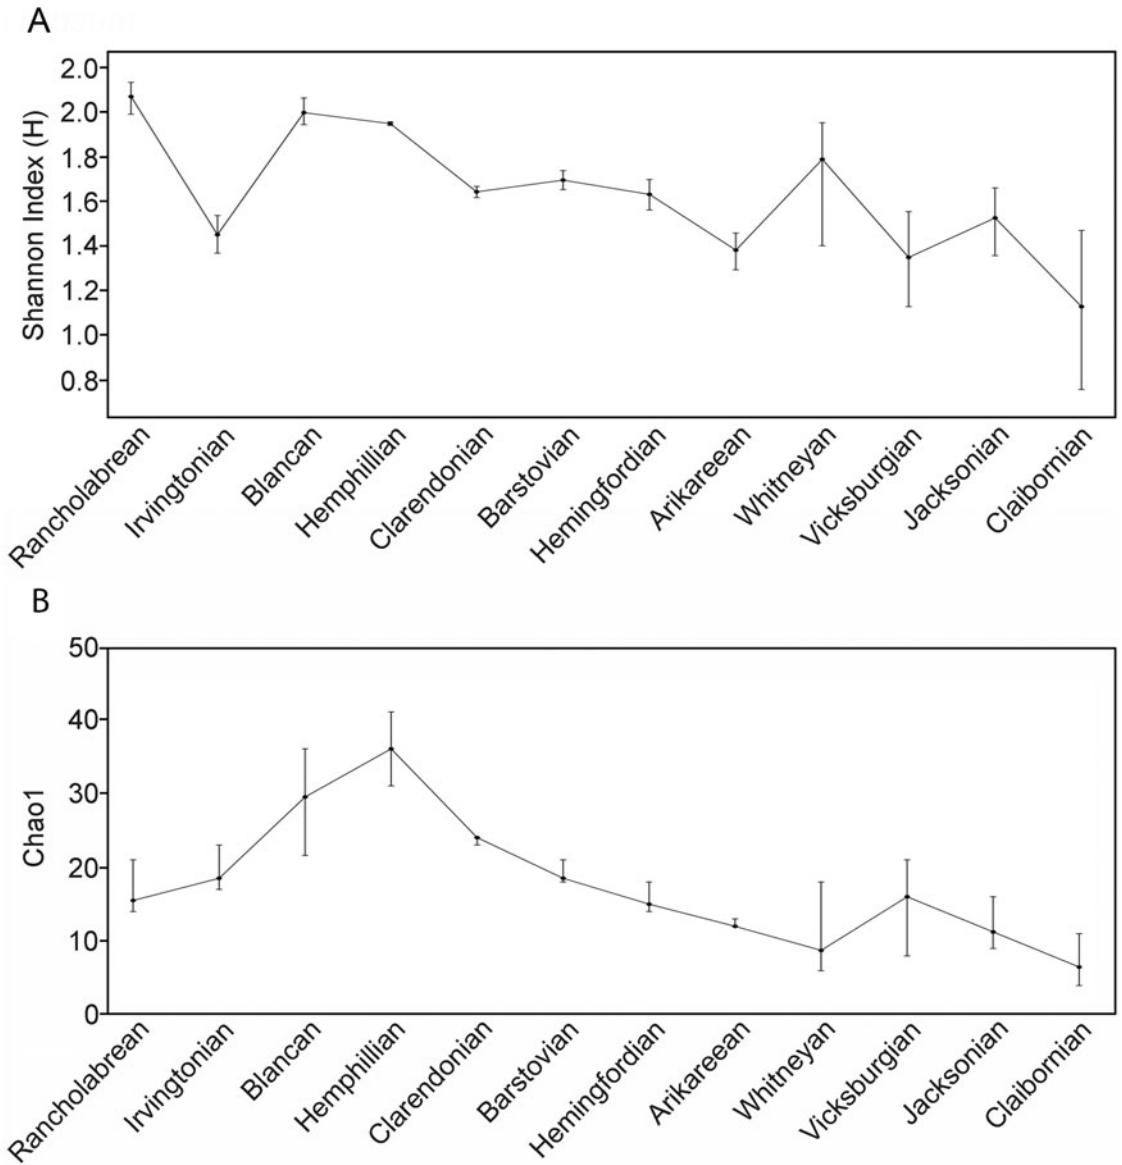 A
2.0
2.0
1.8
1.6
1.4
1.2
1.0
0.8
Shannon Index (H)
Rancholabrean
Irvingtonian
Blancan
Hemphillian
Clarendonian
Barstovian
Hemingfordian
Arikareean
Whitneyan
Vicksburgian
Jacksonian
Claibornian
B
50
40
30
20
10
0
Chao1
Rancholabrean
Irvingtonian
Blancan
Hemphillian
Clarendonian
Barstovian
Hemingfordian
Arikareean
Whitneyan
Vicksburgian
Jacksonian
Claibornian